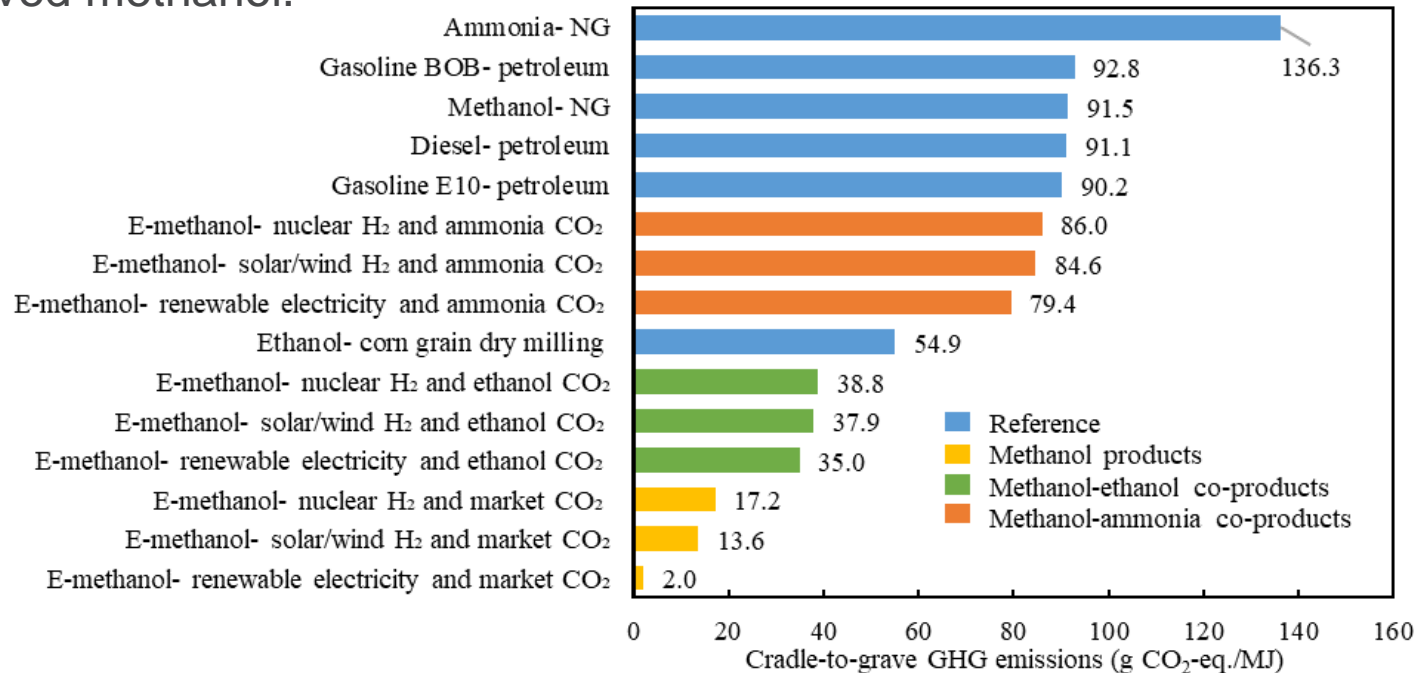 Ammonia- NG
136.3
Gasoline BOB- petroleum 92.8
Methanol- NG 91.5
Diesel- petroleum 91.1
Gasoline E10- petroleum 90.2
E-methanol- nuclear H₂ and ammonia CO₂ 86.0
E-methanol- solar/wind H₂ and ammonia CO₂ 84.6
E-methanol- renewable electricity and ammonia CO₂ 79.4
Ethanol- corn grain dry milling 54.9
E-methanol- nuclear H₂ and ethanol CO₂ 38.8
E-methanol- solar/wind H₂ and ethanol CO₂ 37.9
E-methanol- renewable electricity and ethanol CO₂ 35.0
E-methanol- nuclear H₂ and market CO₂ 17.2
E-methanol- solar/wind H₂ and market CO₂ 13.6
E-methanol- renewable electricity and market CO₂ 2.0
Reference
Methanol products
Methanol-ethanol co-products
Methanol-ammonia co-products
0 20 40 60 80 100 120 140 160
Cradle-to-grave GHG emissions (g CO₂-eq./MJ)